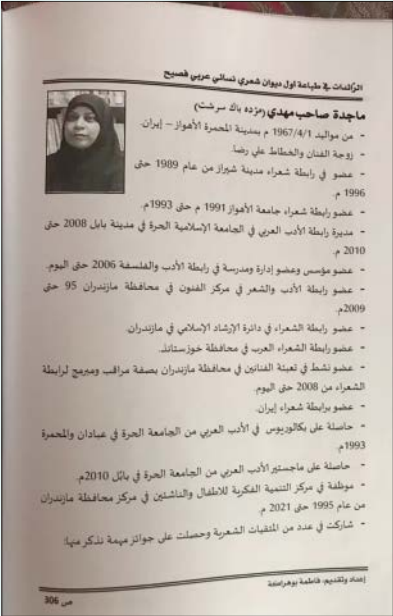 الرّائدات في طباعة أول ديوان شعري نسائي عربي فصيح
ماجدة صاحب مهدي (مژده باك سرشت)
- من مواليد 1967/4/1 م بمدينة المحمرة الأهواز – إيران.
- زوجة الفنان والخطاط علي رضا.
- عضو في رابطة شعراء مدينة شيراز من عام 1989 حتى
1996 م.
- عضو رابطة شعراء جامعة الأهواز 1991 م حتى 1993م.
- مديرة رابطة الأدب العربي في الجامعة الإسلامية الحرة في مدينة بابل 2008 حتى
2010 م.
- عضو مؤسس وعضو إدارة ومدرسة في رابطة الأدب والفلسفة 2006 حتى اليوم.
- عضو رابطة الأدب والشعر في مركز الفنون في محافظة مازندران 95 حتى
2009م.
- عضو رابطة الشعراء في دائرة الإرشاد الإسلامي في مازندران.
- عضو رابطة الشعراء العرب في محافظة خوزستاند.
- عضو نشط في تعبئة الفنانين في محافظة مازندران بصفة مراقب ومبرمج لرابطة
الشعراء من 2008 حتى اليوم.
- عضو برابطة شعراء إيران.
- حاصلة على بكالوريوس في الأدب العربي من الجامعة الحرة في عبادان والمحمرة
1993م.
- حاصلة على ماجستير الأدب العربي من الجامعة الحرة في بابُل 2010م.
- موظفة في مركز التنمية الفكرية للاطفال والناشئين في مركز محافظة مازندران
من عام 1995 حتى 2021 م.
- شاركت في عدد من الملتقيات الشعرية وحصلت على جوائز مهمة نذكر منها:
إعداد وتقديم: فاطمة بوهراكة
ص 306